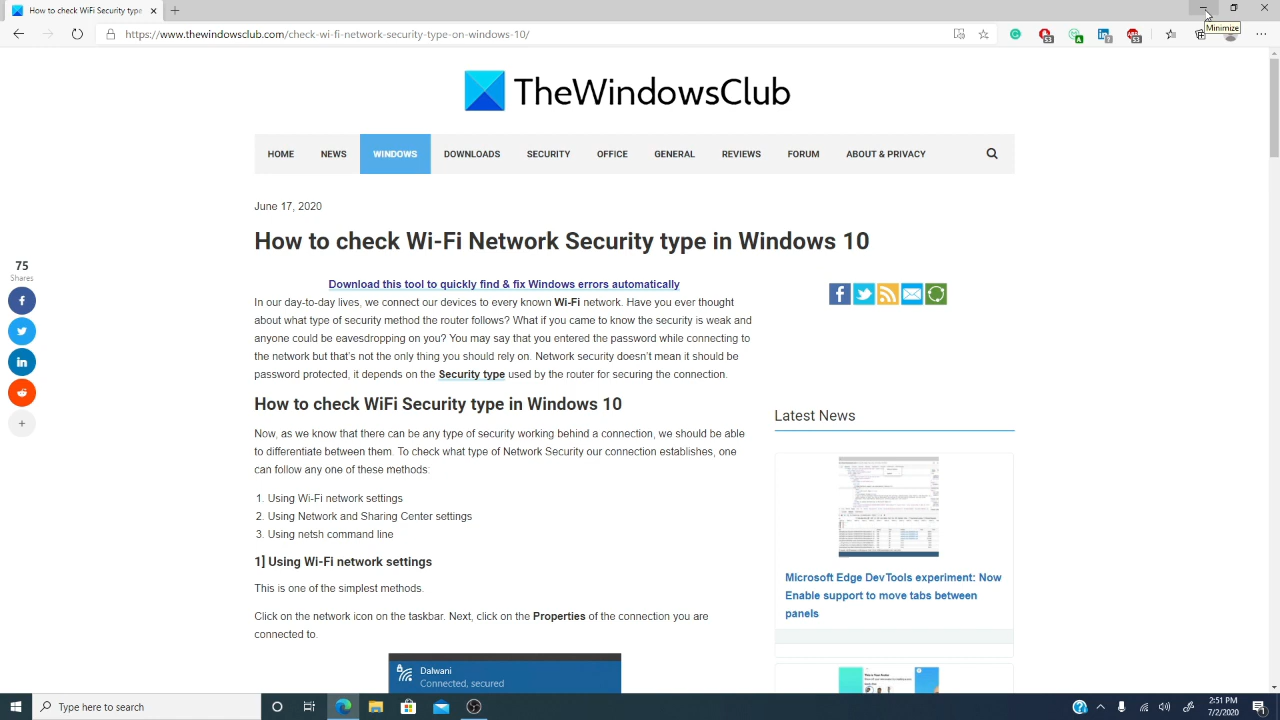 How to check WiFi Security type
https://www.thewindowsclub.com/check-wi-fi-network-security-type-on-windows-10/
Minimize
TheWindowsClub
HOME NEWS WINDOWS DOWNLOADS SECURITY OFFICE GENERAL REVIEWS FORUM ABOUT & PRIVACY
June 17, 2020
How to check Wi-Fi Network Security type in Windows 10
75
Shares
Download this tool to quickly find & fix Windows errors automatically
In our day-to-day lives, we connect our devices to every known Wi-Fi network. Have you ever thought
about what type of security method the router follows? What if you came to know the security is weak and
anyone could be eavesdropping on you? You may say that you entered the password while connecting to
the network but that's not the only thing you should rely on. Network security doesn't mean it should be
password protected, it depends on the Security type used by the router for securing the connection.
How to check WiFi Security type in Windows 10
Now, as we know that there can be any type of security working behind a connection, we should be able
to differentiate between them. To check what type of Network Security our connection establishes, one
can follow any one of these methods:
1. Using Wi-Fi network settings
2. Using Network and Sharing Center settings
3. Using netsh command line
1] Using Wi-Fi network settings
This is one of the simplest methods.
Click on the network icon on the taskbar. Next, click on the Properties of the connection you are
connected to.
Dalwani
Connected, secured
Latest News
Microsoft Edge DevTools experiment: Now
Enable support to move tabs between
panels
Type here to search
2:51 PM
7/2/2020